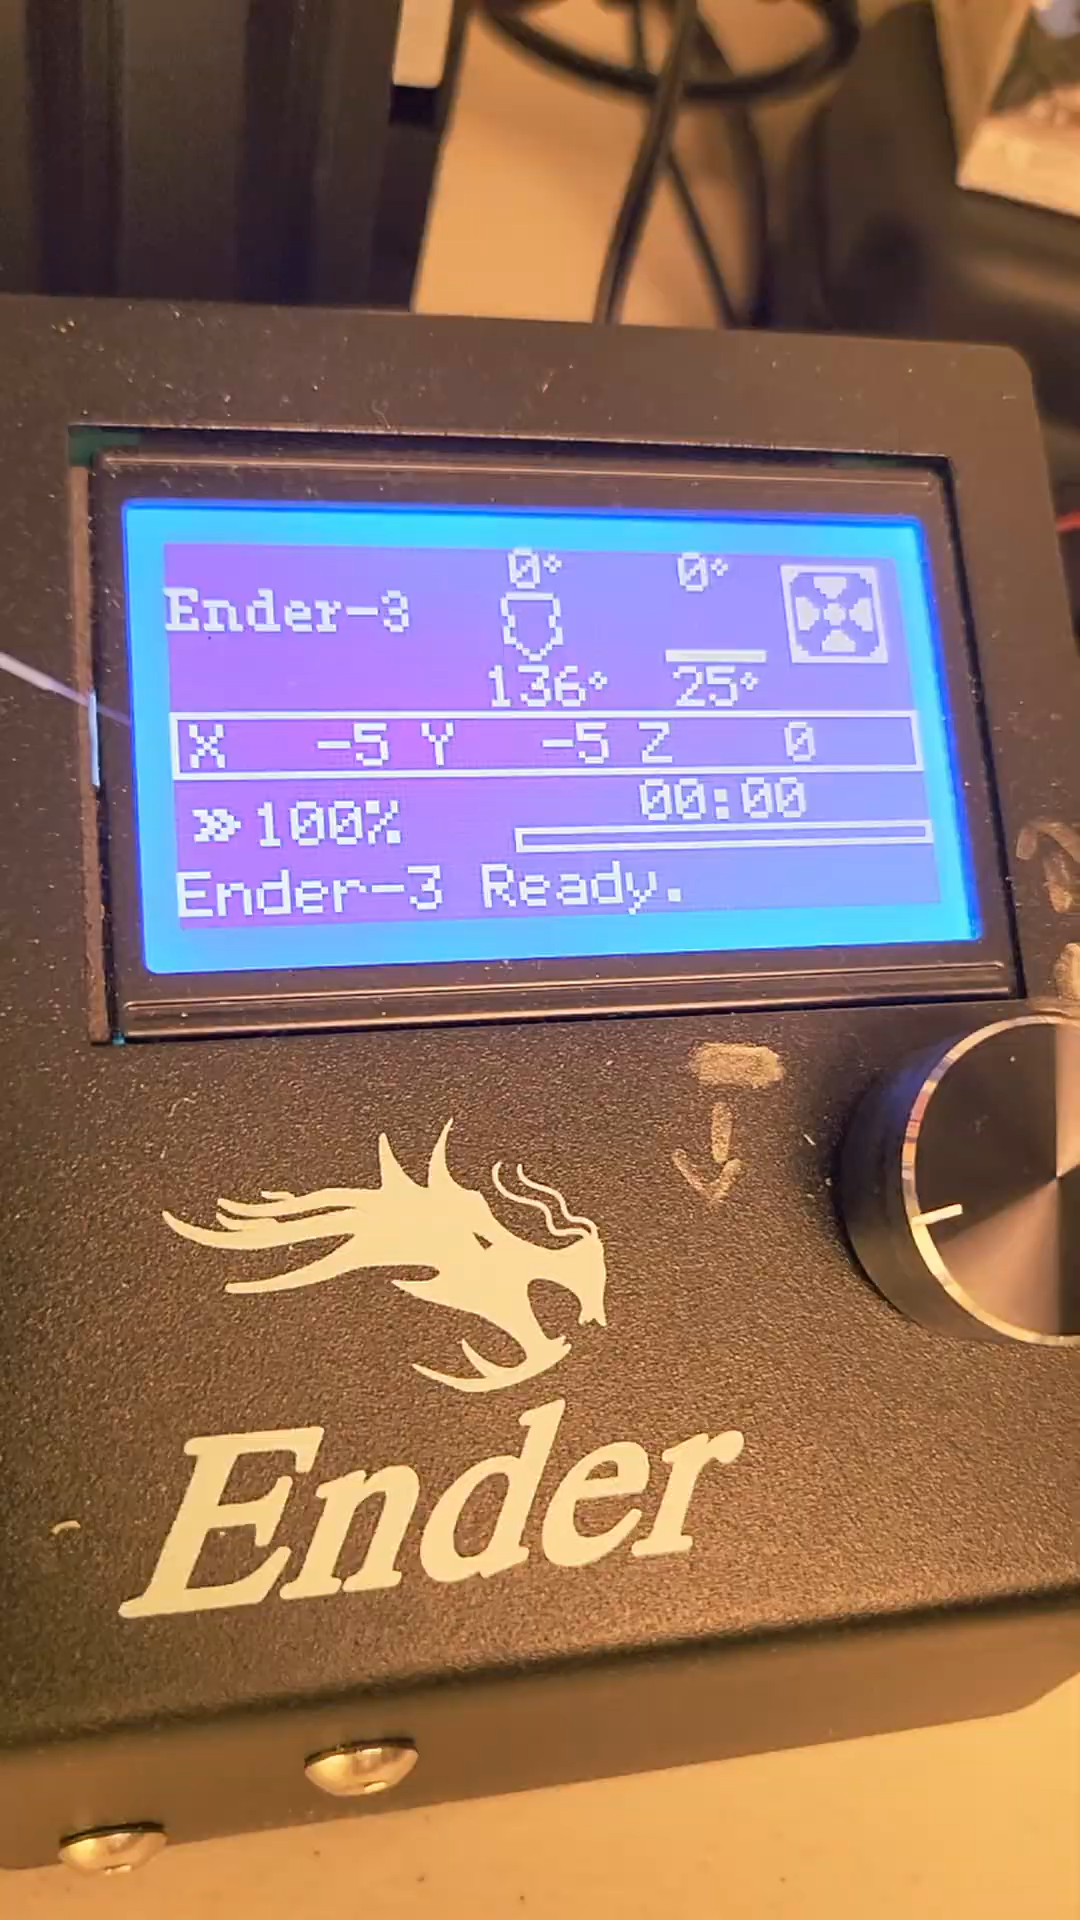 0° 0°
Ender-3
136° 25°
X -5 Y -5 Z 0
00:00
»100%
Ender-3 Ready.
Ender